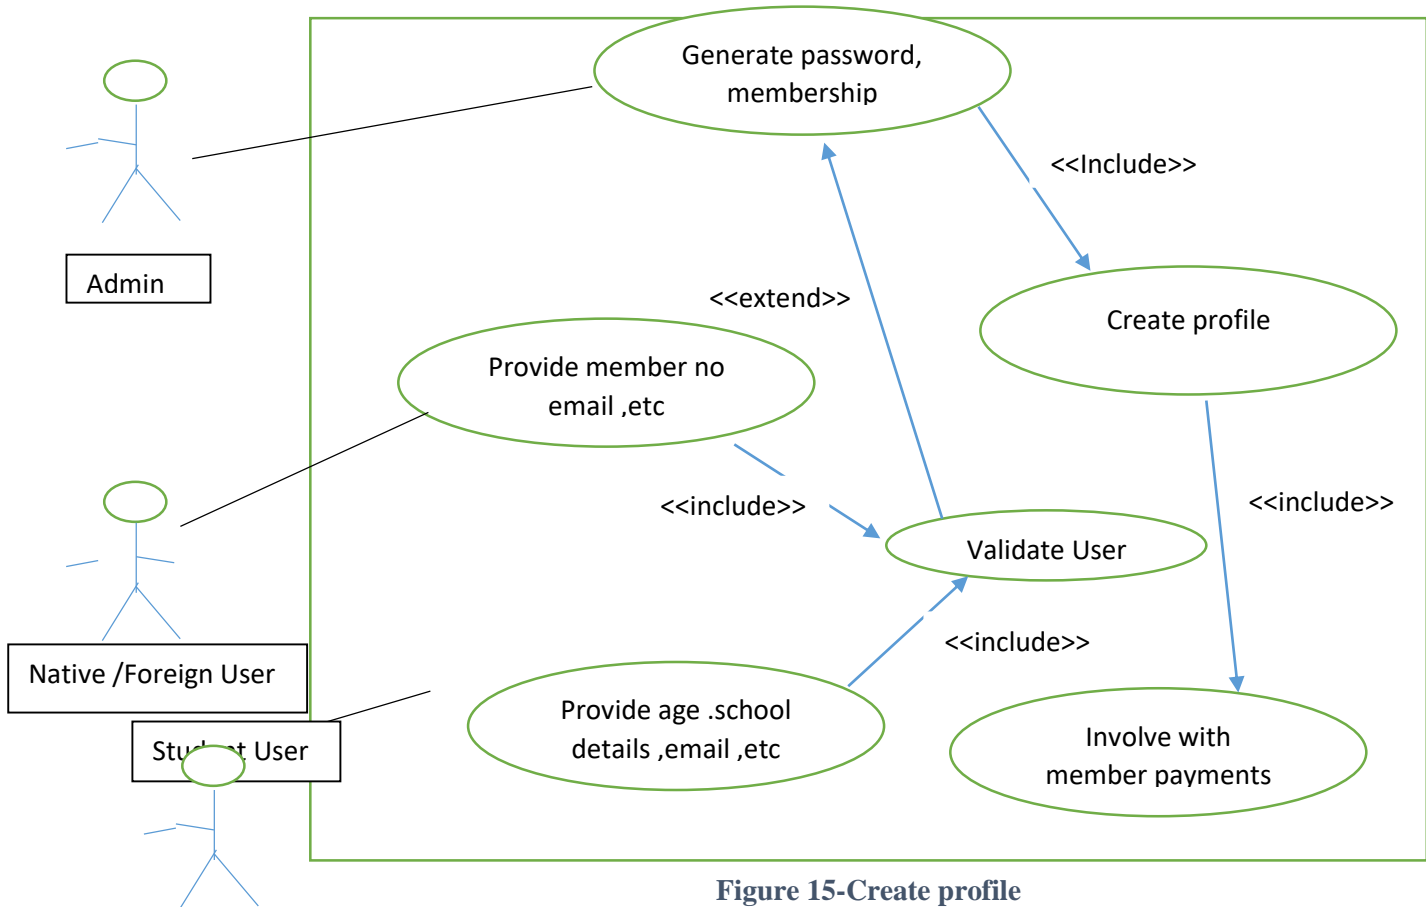 Generate password,
membership
<<Include>>
Admin
<<extend>>
Create profile
Provide member no
email ,etc
<<include>>
<<include>>
Validate User
<<include>>
Native /Foreign User
Provide age .school
details ,email ,etc
Student User
Involve with
member payments
Figure 15-Create profile